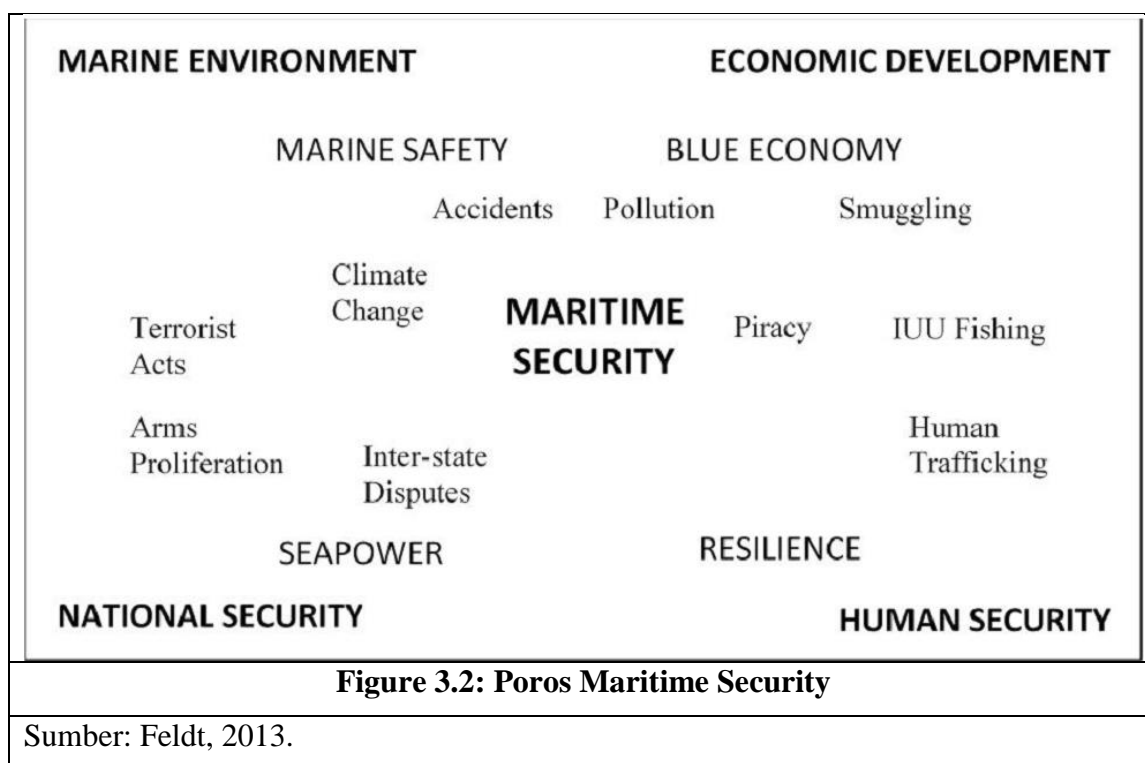 MARINE ENVIRONMENT ECONOMIC DEVELOPMENT
MARINE SAFETY BLUE ECONOMY
Accidents Pollution Smuggling
Climate
Change
MARITIME
SECURITY
Terrorist
Acts
Piracy IUU Fishing
Arms
Proliferation
Inter-state
Disputes
Human
Trafficking
SEAPOWER RESILIENCE
NATIONAL SECURITY HUMAN SECURITY
Figure 3.2: Poros Maritime Security
Sumber: Feldt, 2013.